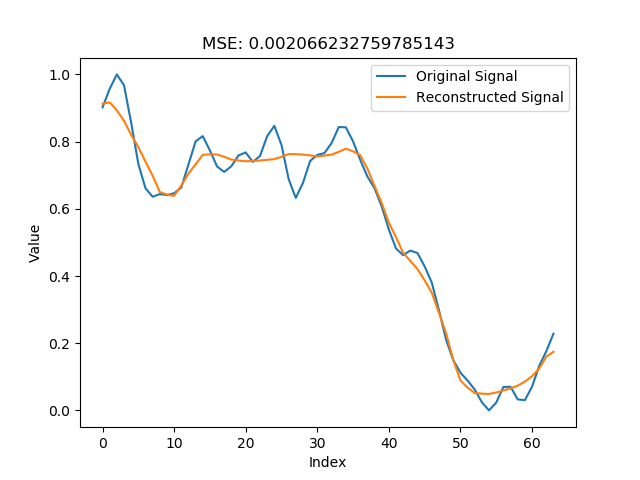 MSE: 0.002066232759785143
Original Signal
Reconstructed Signal
Value
1.0
0.8
0.6
0.4
0.2
0.0
0 10 20 30 40 50 60
Index